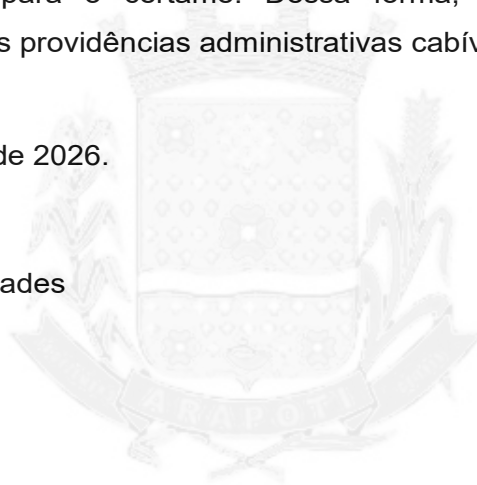 para o certame. Dessa forma,
s providências administrativas cabív
de 2026.
ades
ARAPOTI